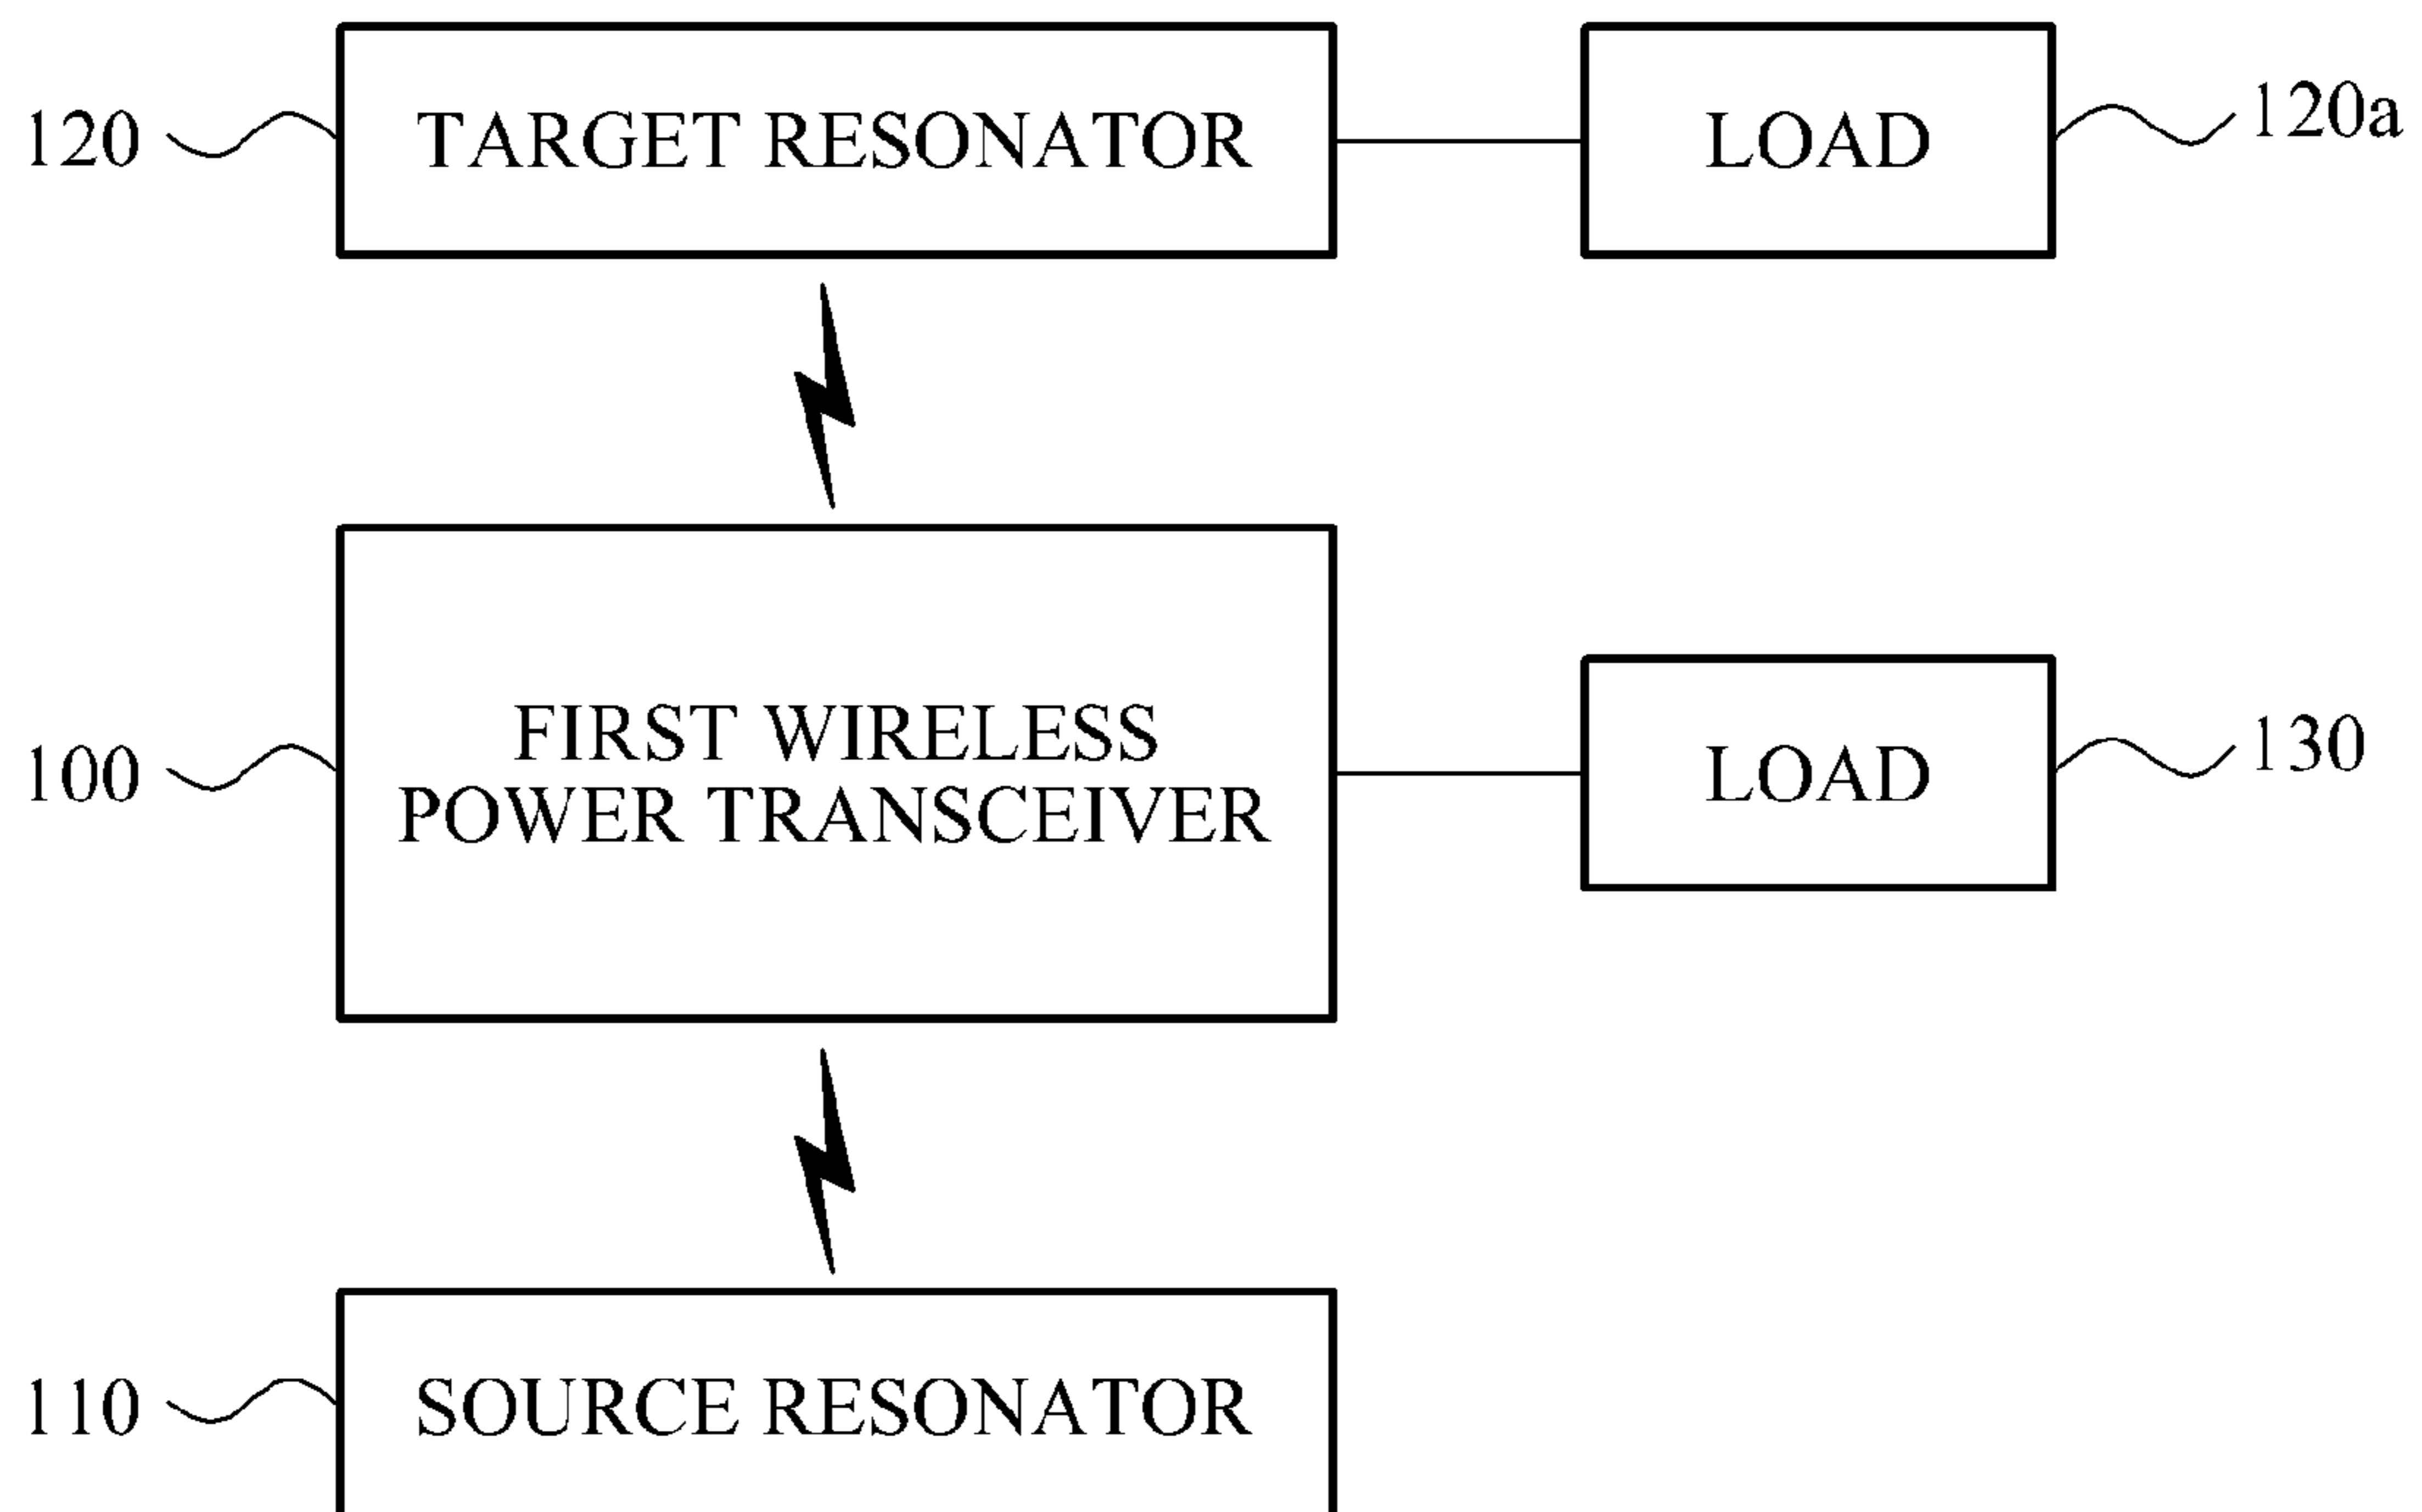 120
TARGET RESONATOR
LOAD
120a
100
FIRST WIRELESS
POWER TRANSCEIVER
LOAD
130
110
SOURCE RESONATOR